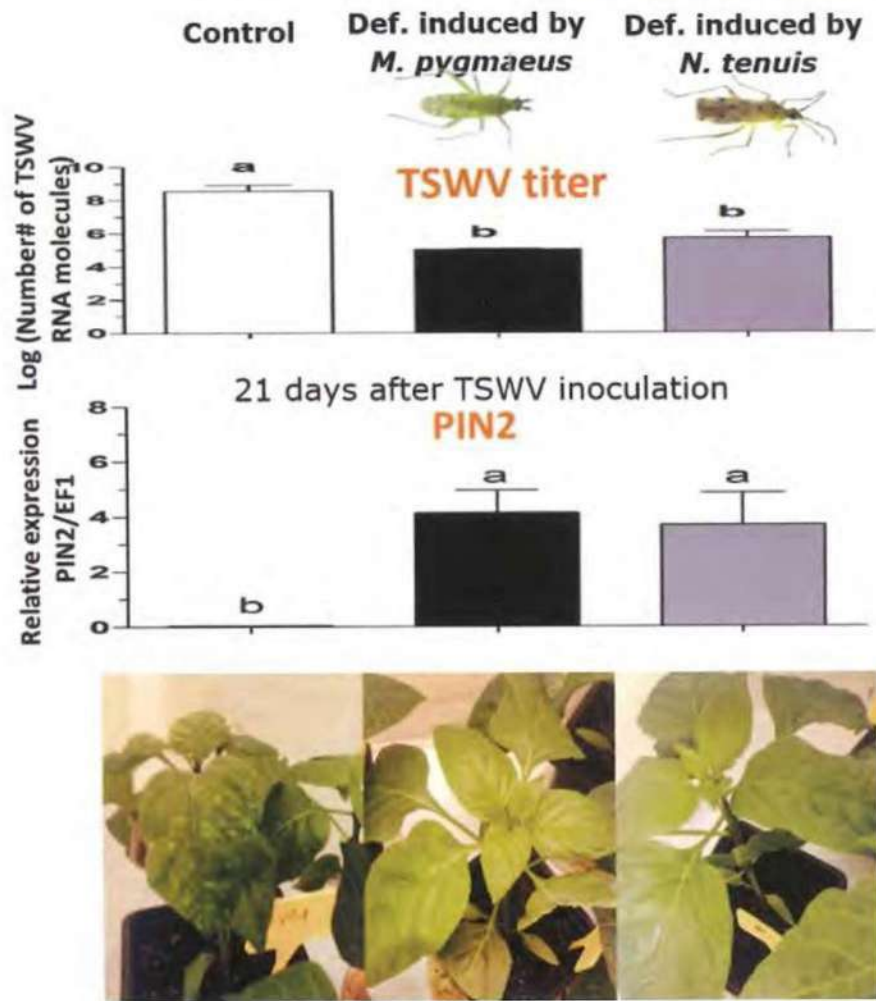 Control
Def. induced by
M. pygmaeus
Def. induced by
N. tenuis
Log (Number# of TSWV
RNA molecules)
10
8
6
4
2
0
a
TSWV titer
b
b
21 days after TSWV inoculation
Relative expression
PIN2/EF1
8
6
4
2
0
PIN2
b
a
a